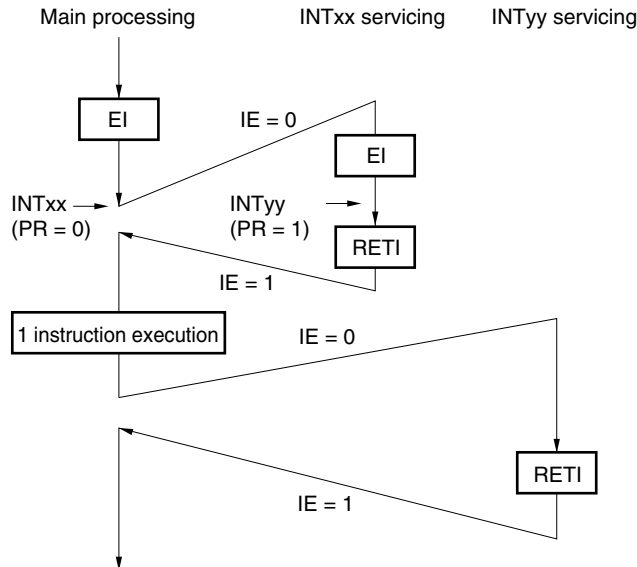 Main processing
INTxx servicing
INTyy servicing
EI
IE = 0
EI
INTxx
(PR = 0)
INTyy
(PR = 1)
RETI
IE = 1
1 instruction execution
IE = 0
RETI
IE = 1